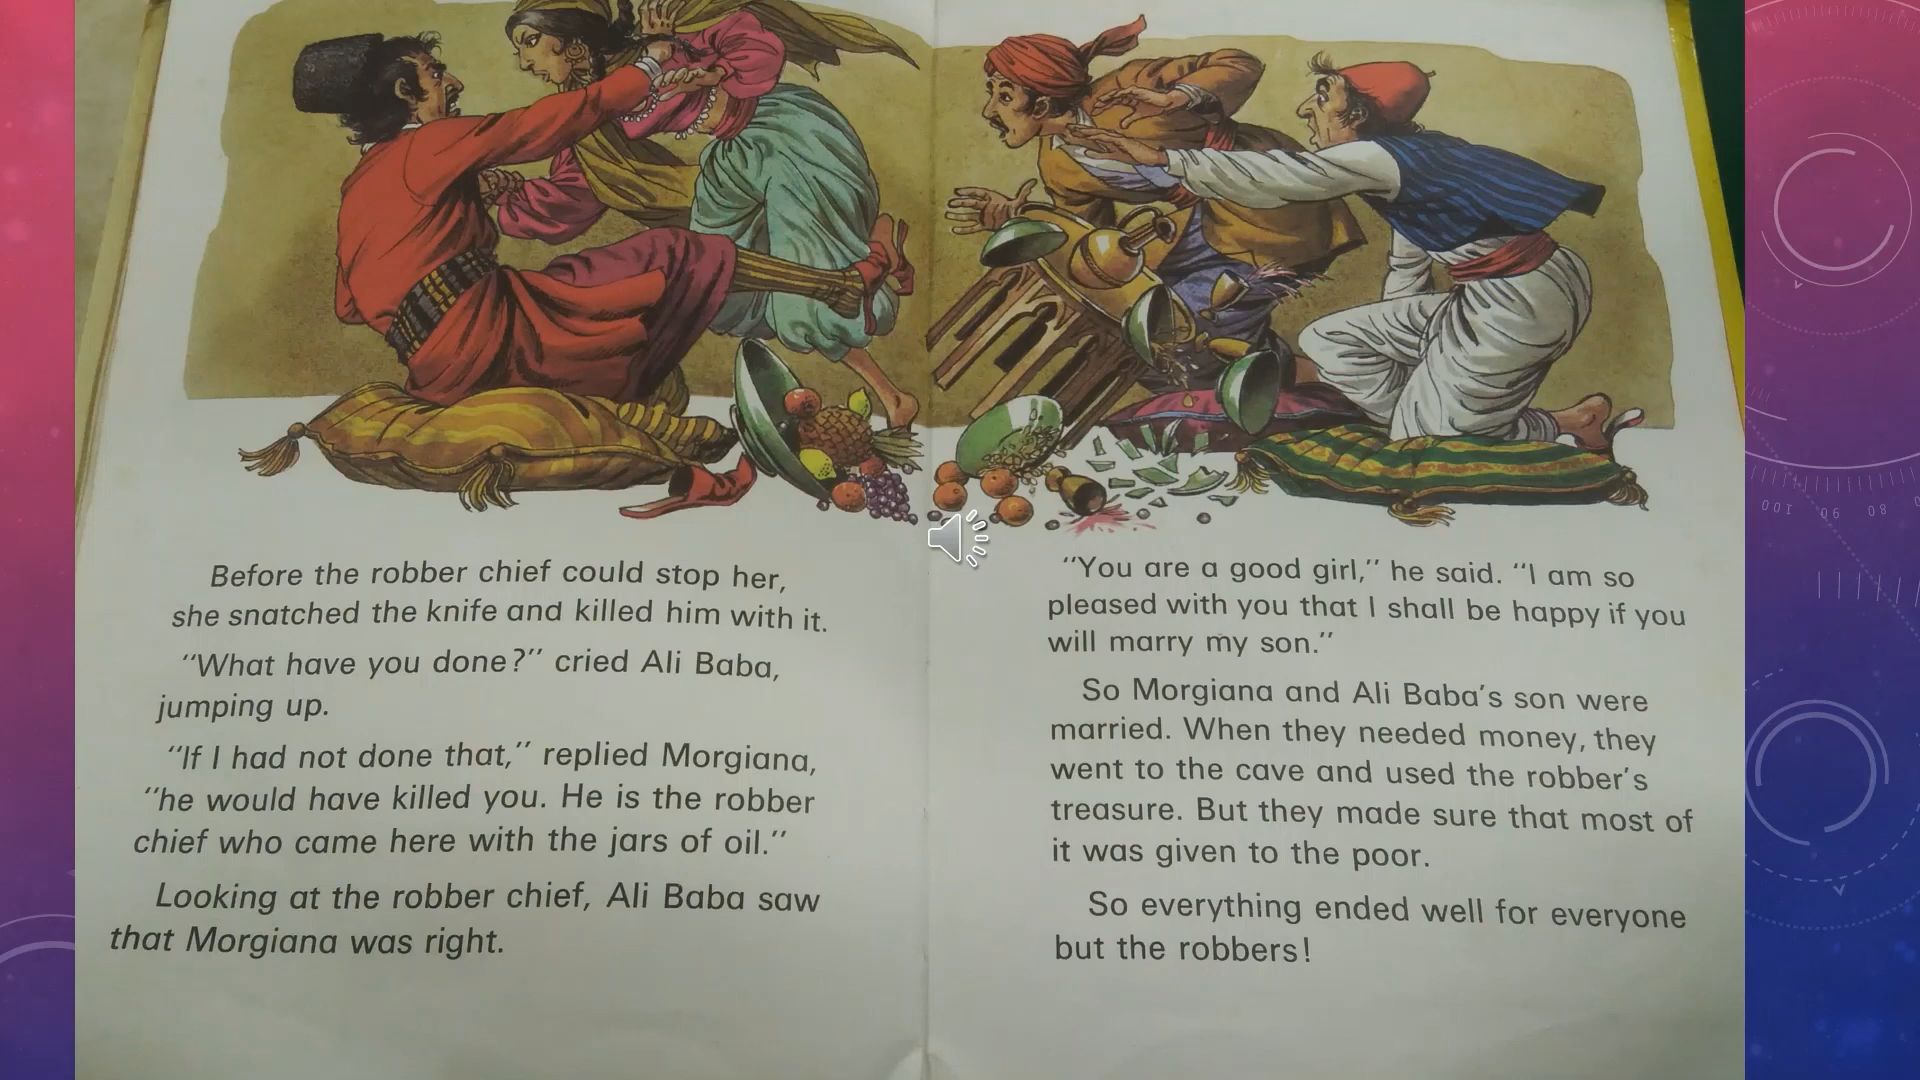 Before the robber chief could stop her,
she snatched the knife and killed him with it.
“What have you done?” cried Ali Baba,
jumping up.
“If I had not done that,” replied Morgiana,
“he would have killed you. He is the robber
chief who came here with the jars of oil.”
Looking at the robber chief, Ali Baba saw
that Morgiana was right.
“You are a good girl,” he said. “I am so
pleased with you that I shall be happy if you
will marry my son.”
So Morgiana and Ali Baba’s son were
married. When they needed money, they
went to the cave and used the robber’s
treasure. But they made sure that most of
it was given to the poor.
So everything ended well for everyone
but the robbers!
100 90 80